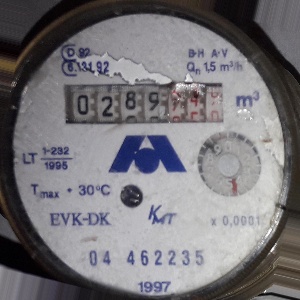 D 92
B·H A·V
6.131.92
Qn 1,5 m³/h
0289
m³
LT 1-232
1995
Tmax + 30°C
EVK-DK
x 0,0001
04 462235
1997